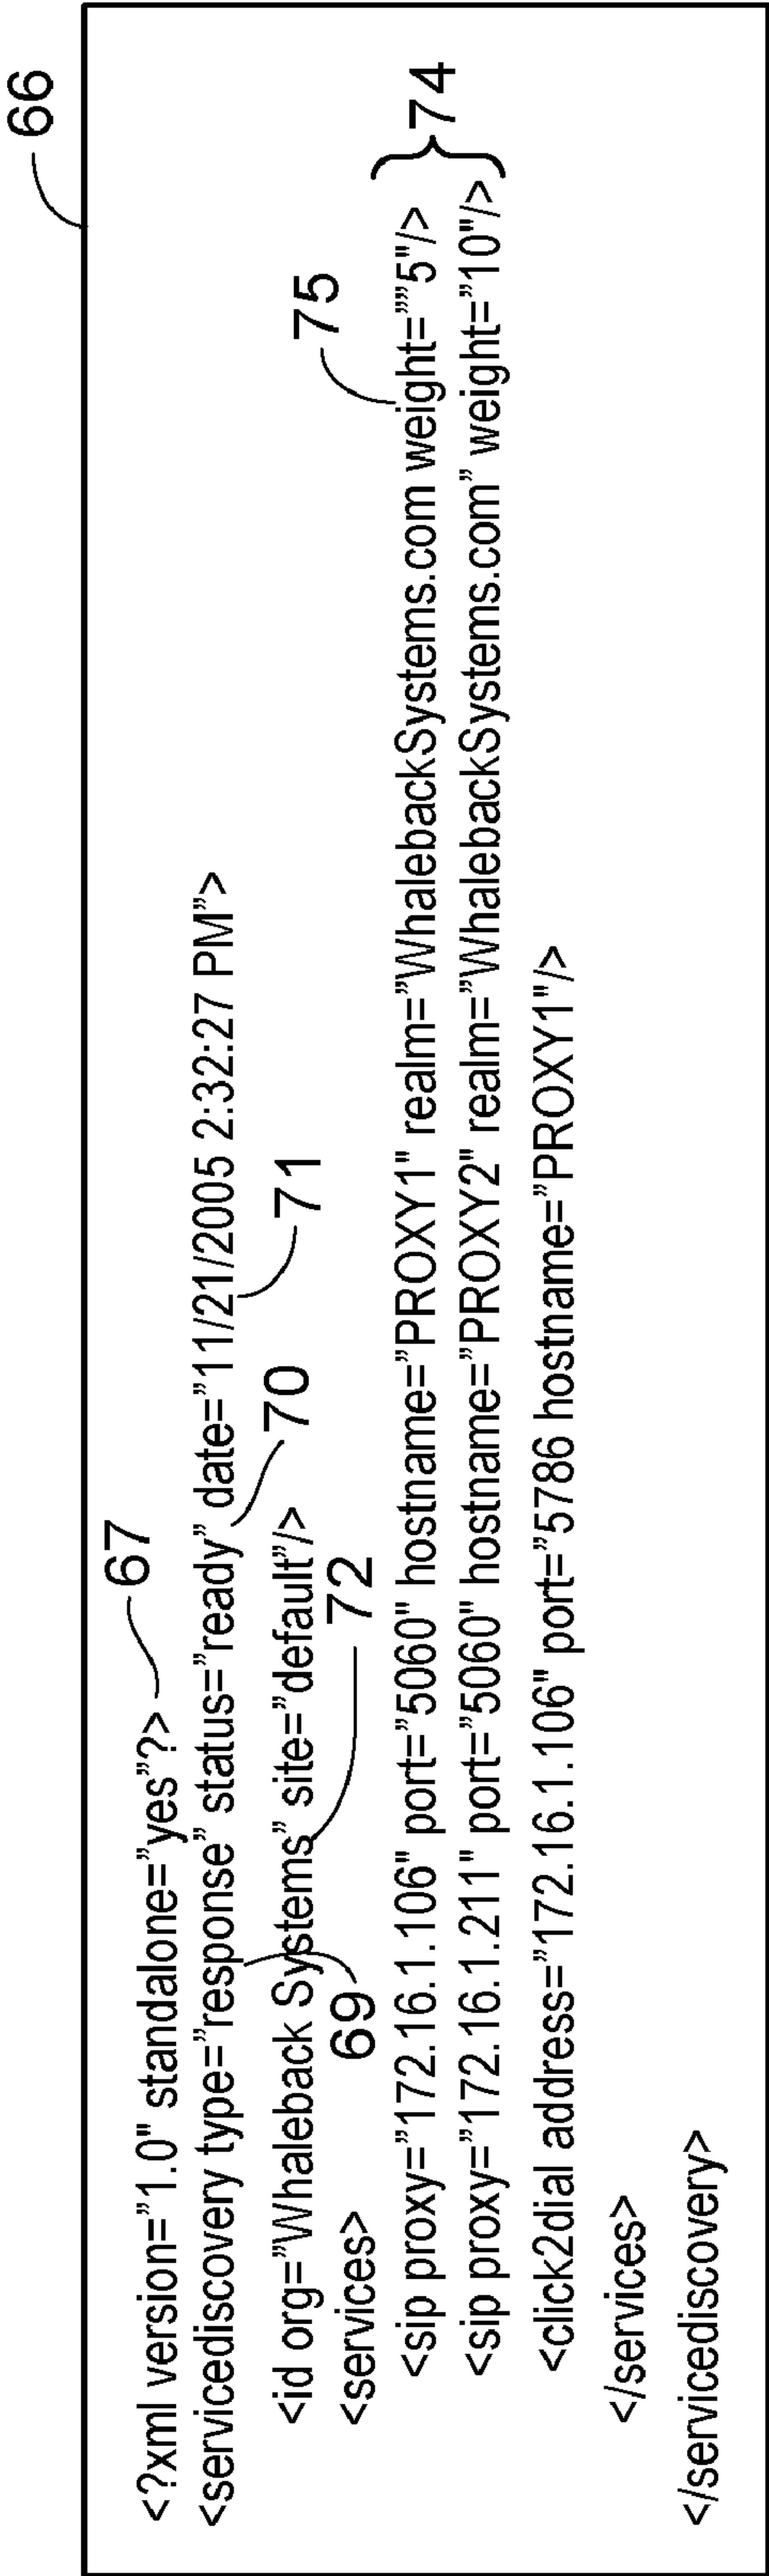 66
<?xml version=”1.0" standalone=”yes”?> 67
<servicediscovery type=”response” status=”ready” date=”11/21/2005 2:32:27 PM”>
70
71
<id org=”Whaleback Systems” site=”default”/>
69
72
75
<services>
<sip proxy=”172.16.1.106" port=”5060" hostname=”PROXY1" realm=”WhalebackSystems.com weight=””5"/>
<sip proxy=”172.16.1.211" port=”5060" hostname=”PROXY2" realm=”WhalebackSystems.com” weight=”10"/>
74
<click2dial address=”172.16.1.106" port=”5786 hostname=”PROXY1"/>
</services>
</servicediscovery>